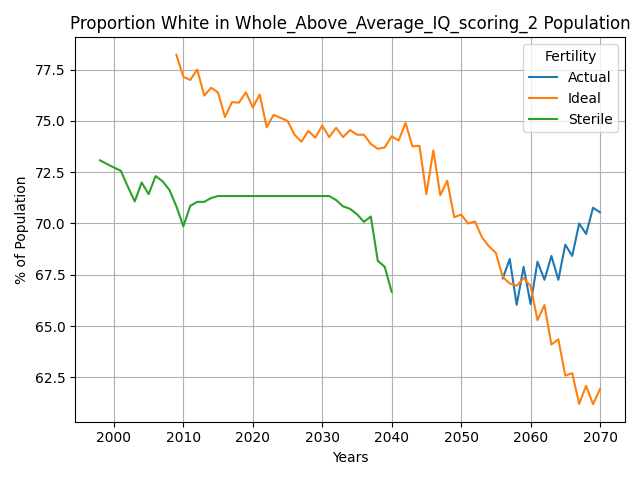 Proportion White in Whole_Above_Average_IQ_scoring_2 Population
Fertility
Actual
Ideal
Sterile
% of Population
77.5
75.0
72.5
70.0
67.5
65.0
62.5
2000 2010 2020 2030 2040 2050 2060 2070
Years